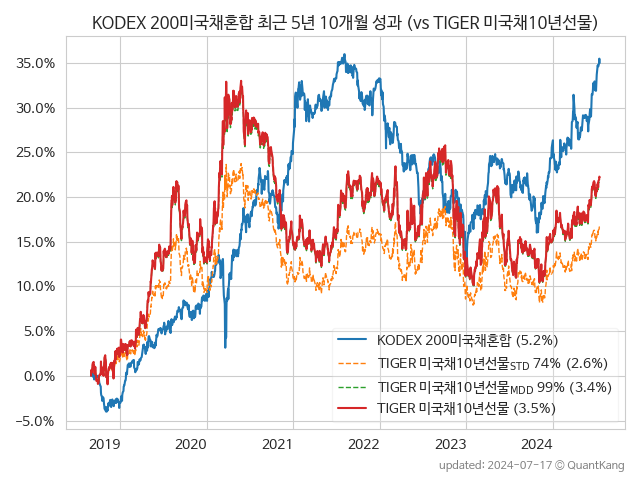 KODEX 200미국채혼합 최근 5년 10개월 성과 (vs TIGER 미국채10년선물)
35.0%
30.0%
25.0%
20.0%
15.0%
10.0%
5.0%
0.0%
−5.0%
KODEX 200미국채혼합 (5.2%)
TIGER 미국채10년선물STD 74% (2.6%)
TIGER 미국채10년선물MDD 99% (3.4%)
TIGER 미국채10년선물 (3.5%)
2019 2020 2021 2022 2023 2024
updated: 2024-07-17 © QuantKang